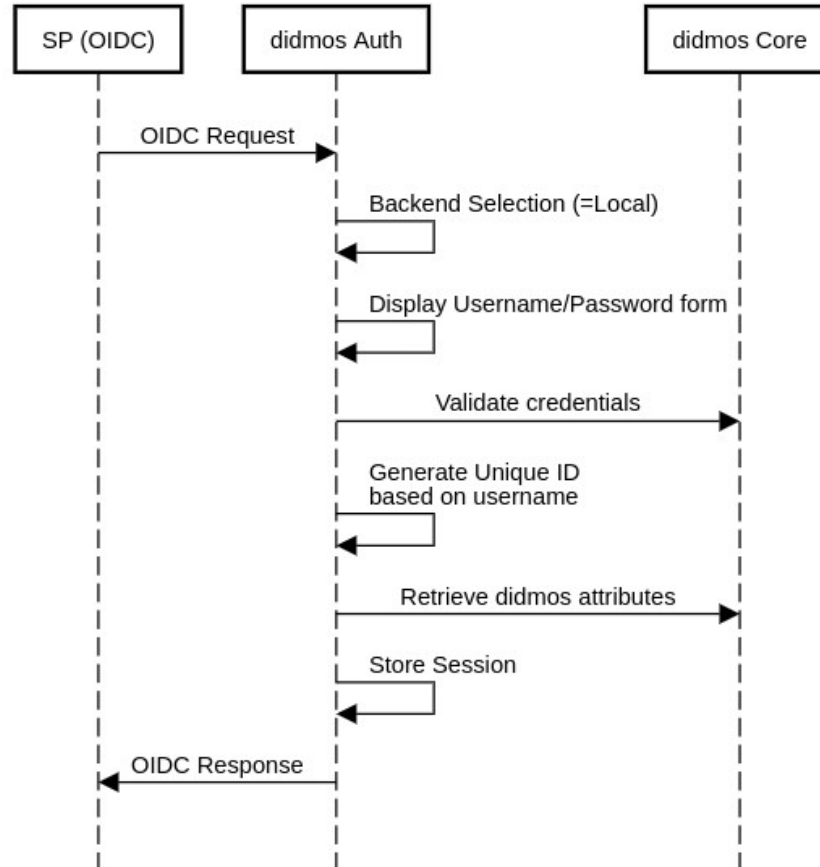 SP (OIDC)
didmos Auth
didmos Core
OIDC Request
Backend Selection (=Local)
Display Username/Password form
Validate credentials
Generate Unique ID
based on username
Retrieve didmos attributes
Store Session
OIDC Response